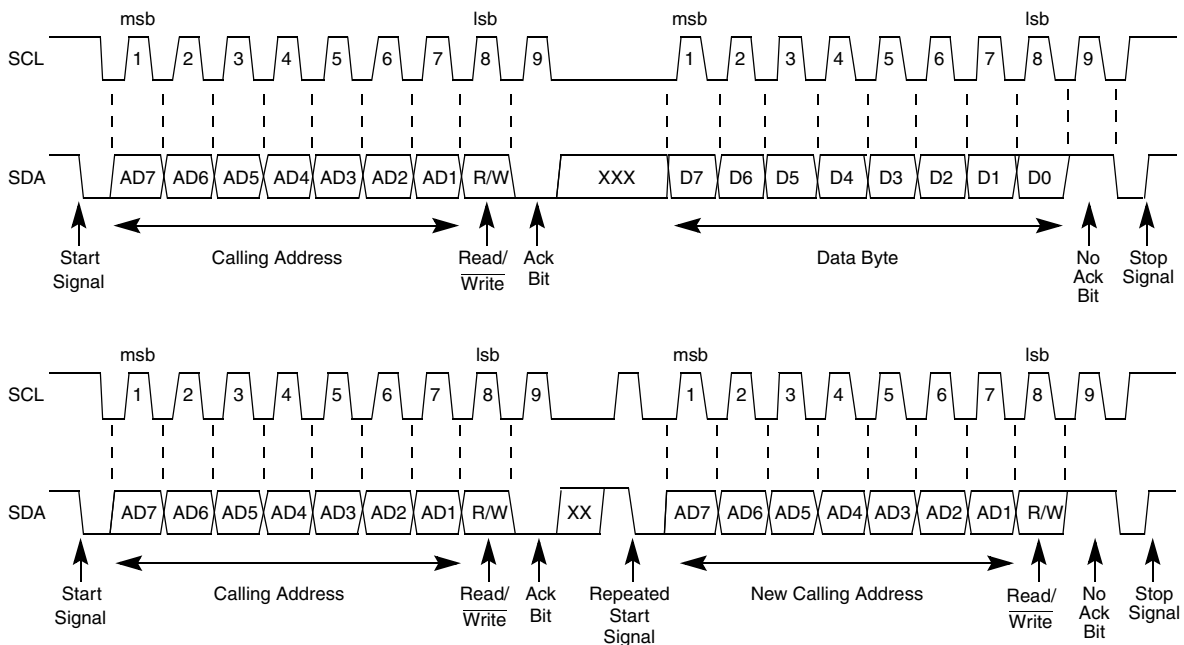 msb lsb msb lsb
SCL 1 2 3 4 5 6 7 8 9 1 2 3 4 5 6 7 8 9
SDA AD7 AD6 AD5 AD4 AD3 AD2 AD1 R/W XXX D7 D6 D5 D4 D3 D2 D1 D0
Start Calling Address Read/ Ack Data Byte No Stop
Signal Write Bit Ack Signal
Bit
msb lsb msb lsb
SCL 1 2 3 4 5 6 7 8 9 1 2 3 4 5 6 7 8 9
SDA AD7 AD6 AD5 AD4 AD3 AD2 AD1 R/W XX AD7 AD6 AD5 AD4 AD3 AD2 AD1 R/W
Start Calling Address Read/ Ack Repeated New Calling Address Read/ No Stop
Signal Write Bit Start Write Ack Signal
Signal Bit